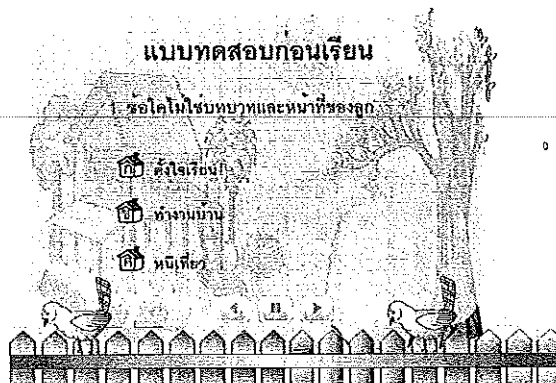 แบบทดสอบก่อนเรียน
1. ข้อใดไม่ใช่บทบาทและหน้าที่ของลูก
ก ตั้งใจเรียน
ข ทำงานบ้าน
ค หนีเที่ยว